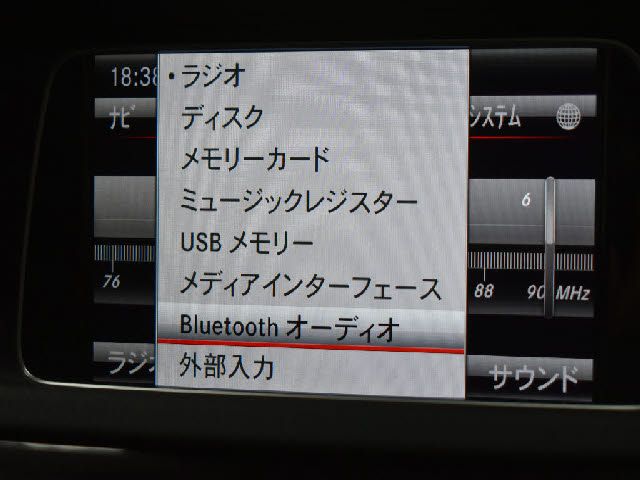 18:38
ナビ
システム
• ラジオ
ディスク
メモリーカード
ミュージックレジスター
USB メモリー
メディアインターフェース
Bluetooth オーディオ
外部入力
6
76
88
90 MHz
ラジオ
サウンド